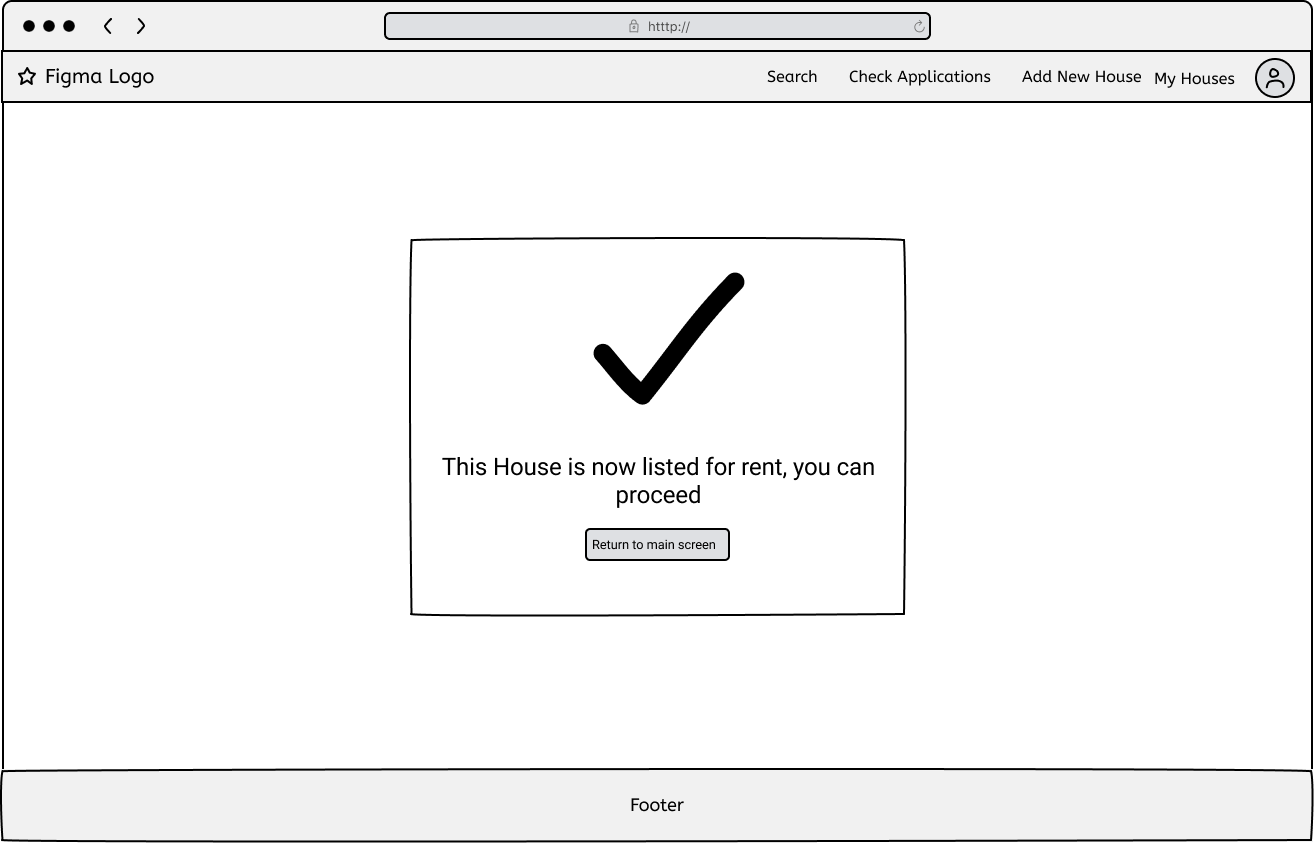 htttp://
Figma Logo
Search
Check Applications
Add New House
My Houses
This House is now listed for rent, you can
proceed
Return to main screen
Footer